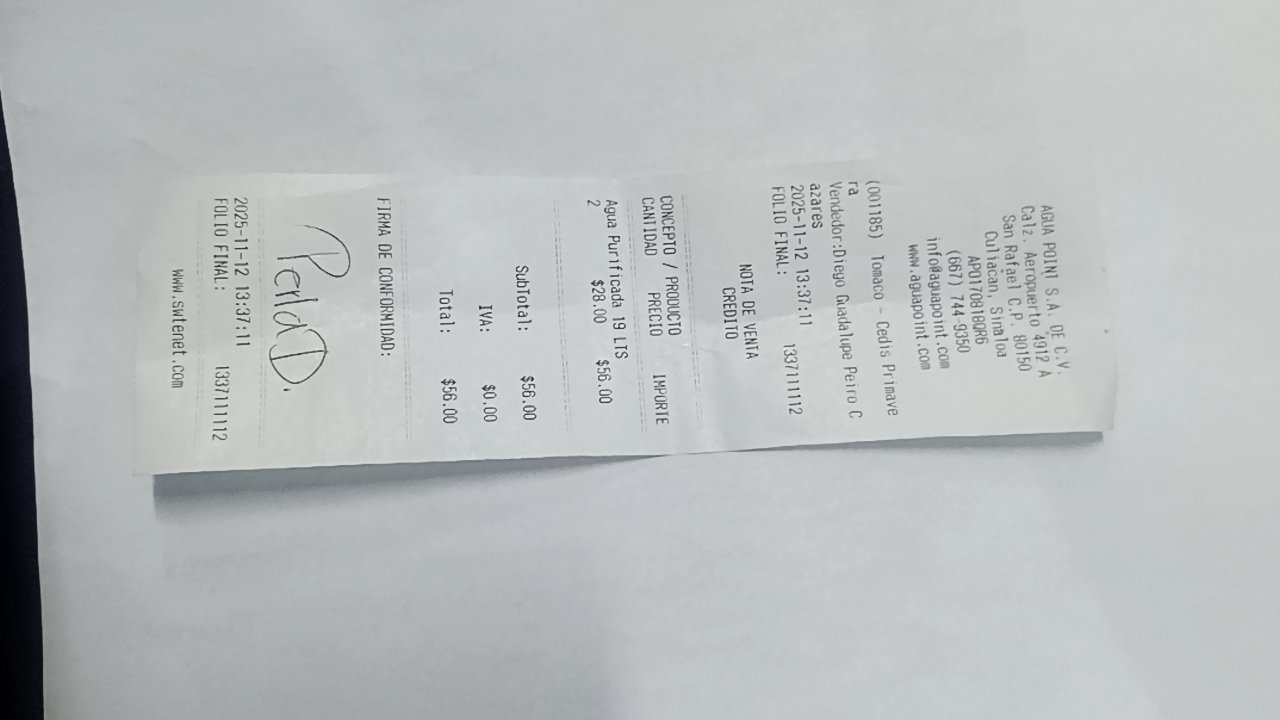 AGUA POINT S.A. DE C.V.
Calz. Aeropuerto 4912 A
San Rafael C.P. 80150
Culiacan, Sinaloa
APO170818QR6
(667) 744-9350
info@aguapoint.com
www.aguapoint.com
(001185) Tomaco - Cedis Primave
ra
Vendedor:Diego Guadalupe Peiro C
azares
2025-11-12 13:37:11
FOLIO FINAL: 1337111112
NOTA DE VENTA
CREDITO
CONCEPTO / PRODUCTO
CANIDAD PRECIO IMPORTE
Agua Purificada 19 LTS
2 $28.00 $56.00
SubTotal: $56.00
IVA: $0.00
Total: $56.00
FIRMA DE CONFORMIDAD:
Perla D.
2025-11-12 13:37:11
FOLIO FINAL: 1337111112
www.swtenet.com